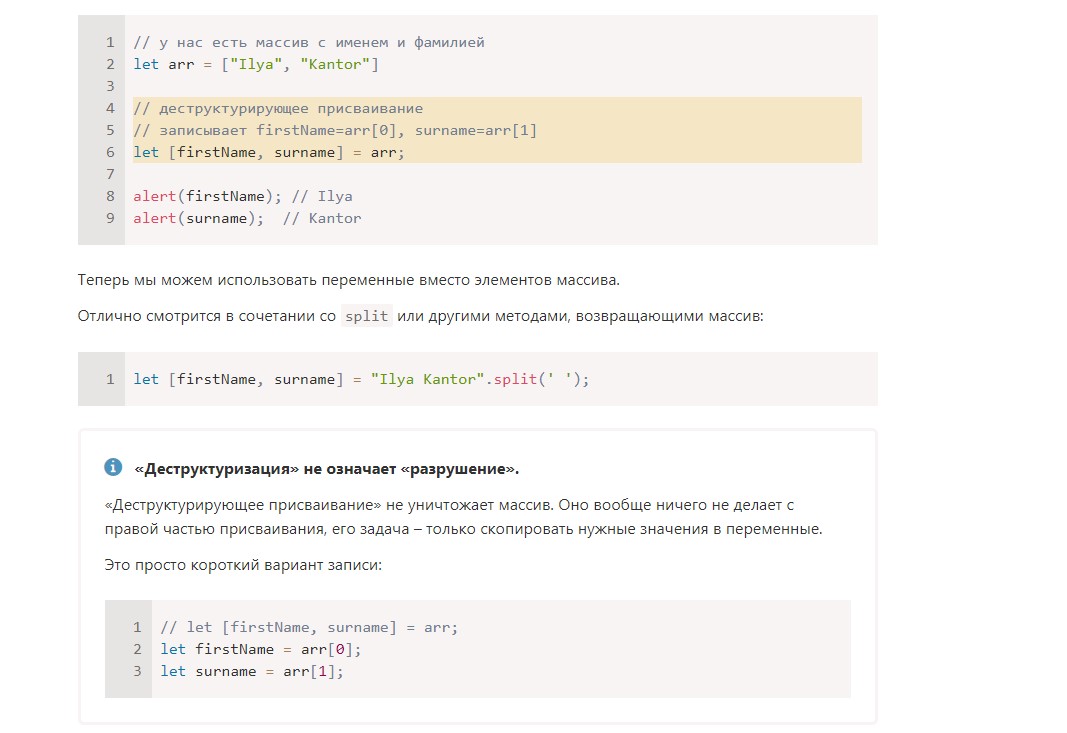 1 // у нас есть массив с именем и фамилией
2 let arr = ["Ilya", "Kantor"]
3
4 // деструктурирующее присваивание
5 // записывает firstName=arr[0], surname=arr[1]
6 let [firstName, surname] = arr;
7
8 alert(firstName); // Ilya
9 alert(surname);  // Kantor
Теперь мы можем использовать переменные вместо элементов массива.
Отлично смотрится в сочетании со split или другими методами, возвращающими массив:
1 let [firstName, surname] = "Ilya Kantor".split(' ');
«Деструктуризация» не означает «разрушение».
«Деструктурирующее присваивание» не уничтожает массив. Оно вообще ничего не делает с
правой частью присваивания, его задача – только скопировать нужные значения в переменные.
Это просто короткий вариант записи:
1 // let [firstName, surname] = arr;
2 let firstName = arr[0];
3 let surname = arr[1];